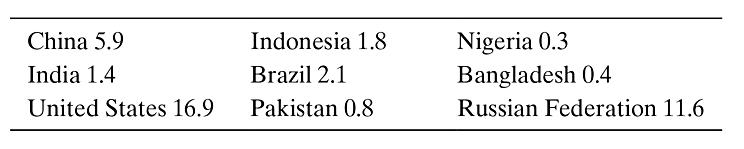 China 5.9 Indonesia 1.8 Nigeria 0.3
India 1.4 Brazil 2.1 Bangladesh 0.4
United States 16.9 Pakistan 0.8 Russian Federation 11.6